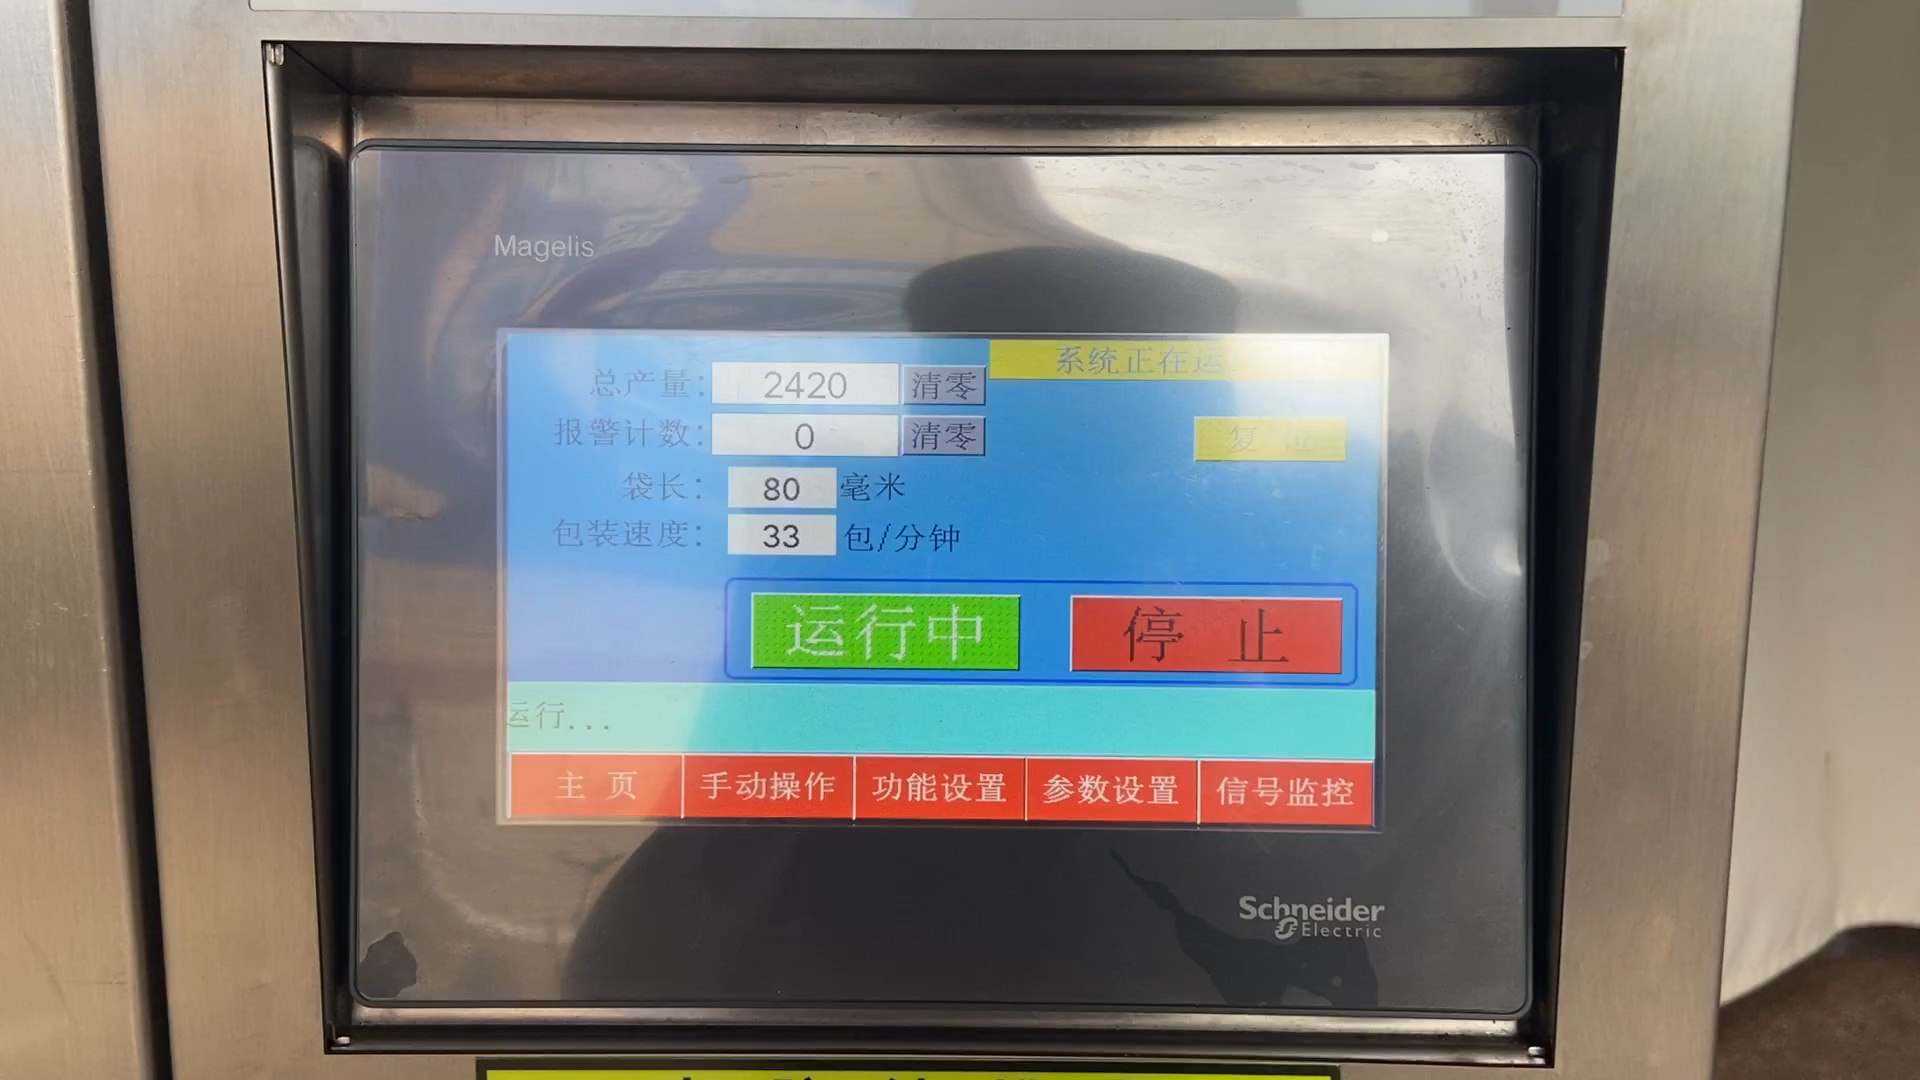 Magelis
系统正在运
总产量: 2420 清零
报警计数: 0 清零
复
袋长: 80 毫米
包装速度: 33 包/分钟
运行中 停 止
运行...
主 页 手动操作 功能设置 参数设置 信号监控
Schneider
Electric